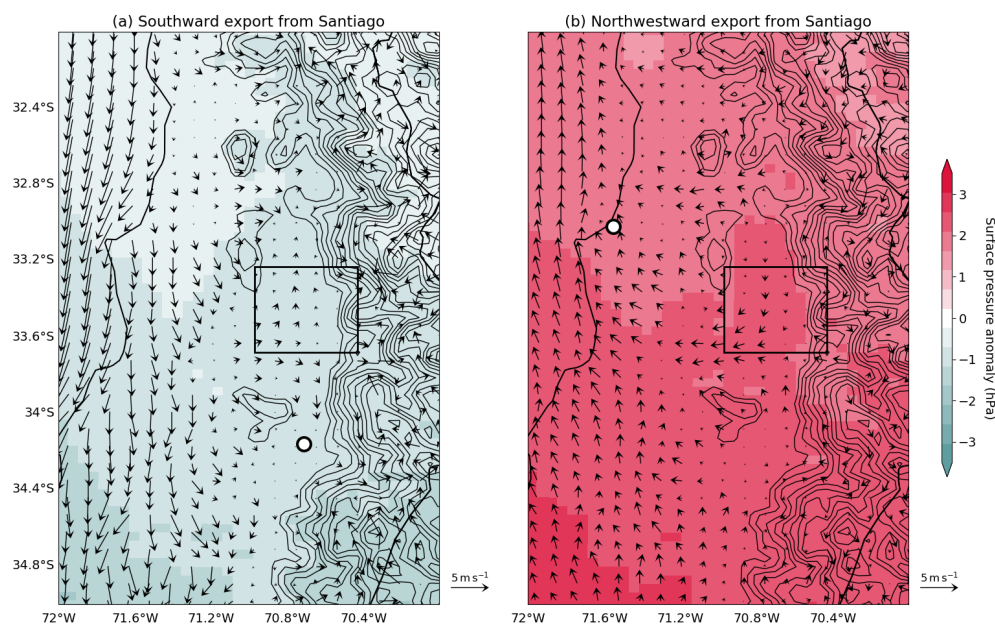 (a) Southward export from Santiago
(b) Northwestward export from Santiago
32.4°S
32.8°S
33.2°S
33.6°S
34°S
34.4°S
34.8°S
72°W
71.6°W
71.2°W
70.8°W
70.4°W
5 m s⁻¹
72°W
71.6°W
71.2°W
70.8°W
70.4°W
5 m s⁻¹
3
2
1
0
−1
−2
−3
Surface pressure anomaly (hPa)